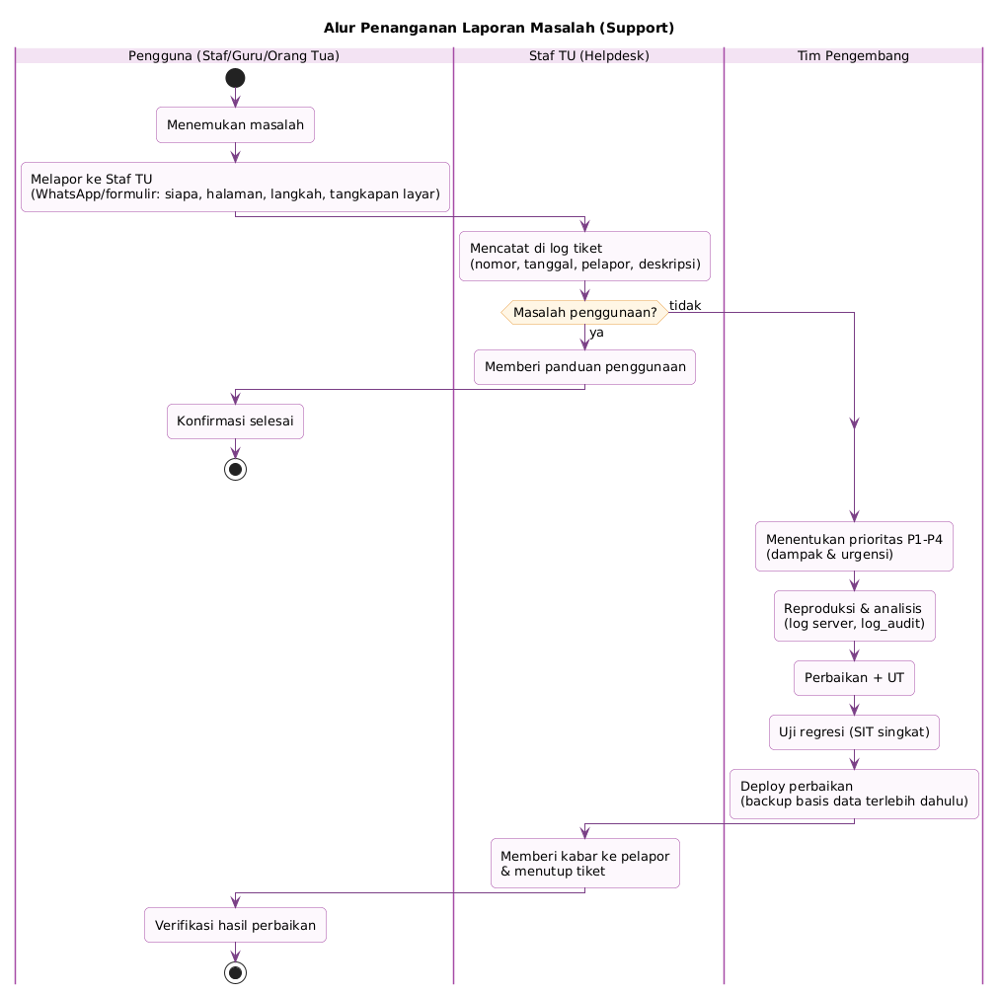 Alur Penanganan Laporan Masalah (Support)
Pengguna (Staf/Guru/Orang Tua)
Staf TU (Helpdesk)
Tim Pengembang
Menemukan masalah
Melapor ke Staf TU
(WhatsApp/formulir: siapa, halaman, langkah, tangkapan layar)
Mencatat di log tiket
(nomor, tanggal, pelapor, deskripsi)
Masalah penggunaan?
tidak
ya
Memberi panduan penggunaan
Konfirmasi selesai
Menentukan prioritas P1-P4
(dampak & urgensi)
Reproduksi & analisis
(log server, log_audit)
Perbaikan + UT
Uji regresi (SIT singkat)
Deploy perbaikan
(backup basis data terlebih dahulu)
Memberi kabar ke pelapor
& menutup tiket
Verifikasi hasil perbaikan